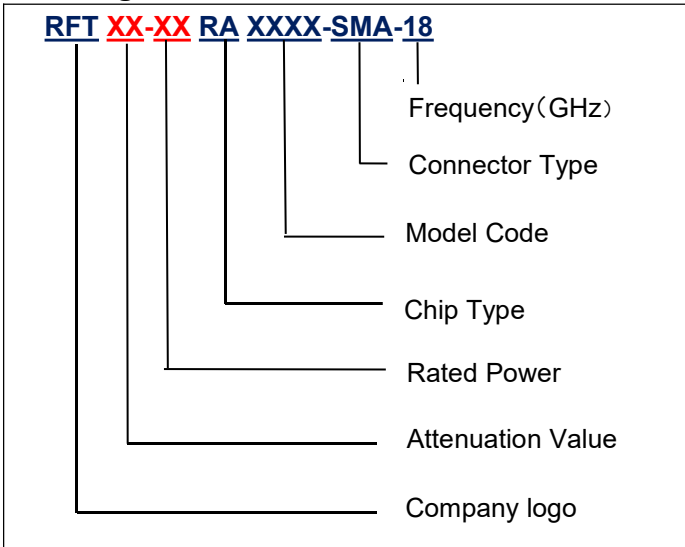 RFT XX-XX RA XXXX-SMA-18
Frequency（GHz）
Connector Type
Model Code
Chip Type
Rated Power
Attenuation Value
Company logo